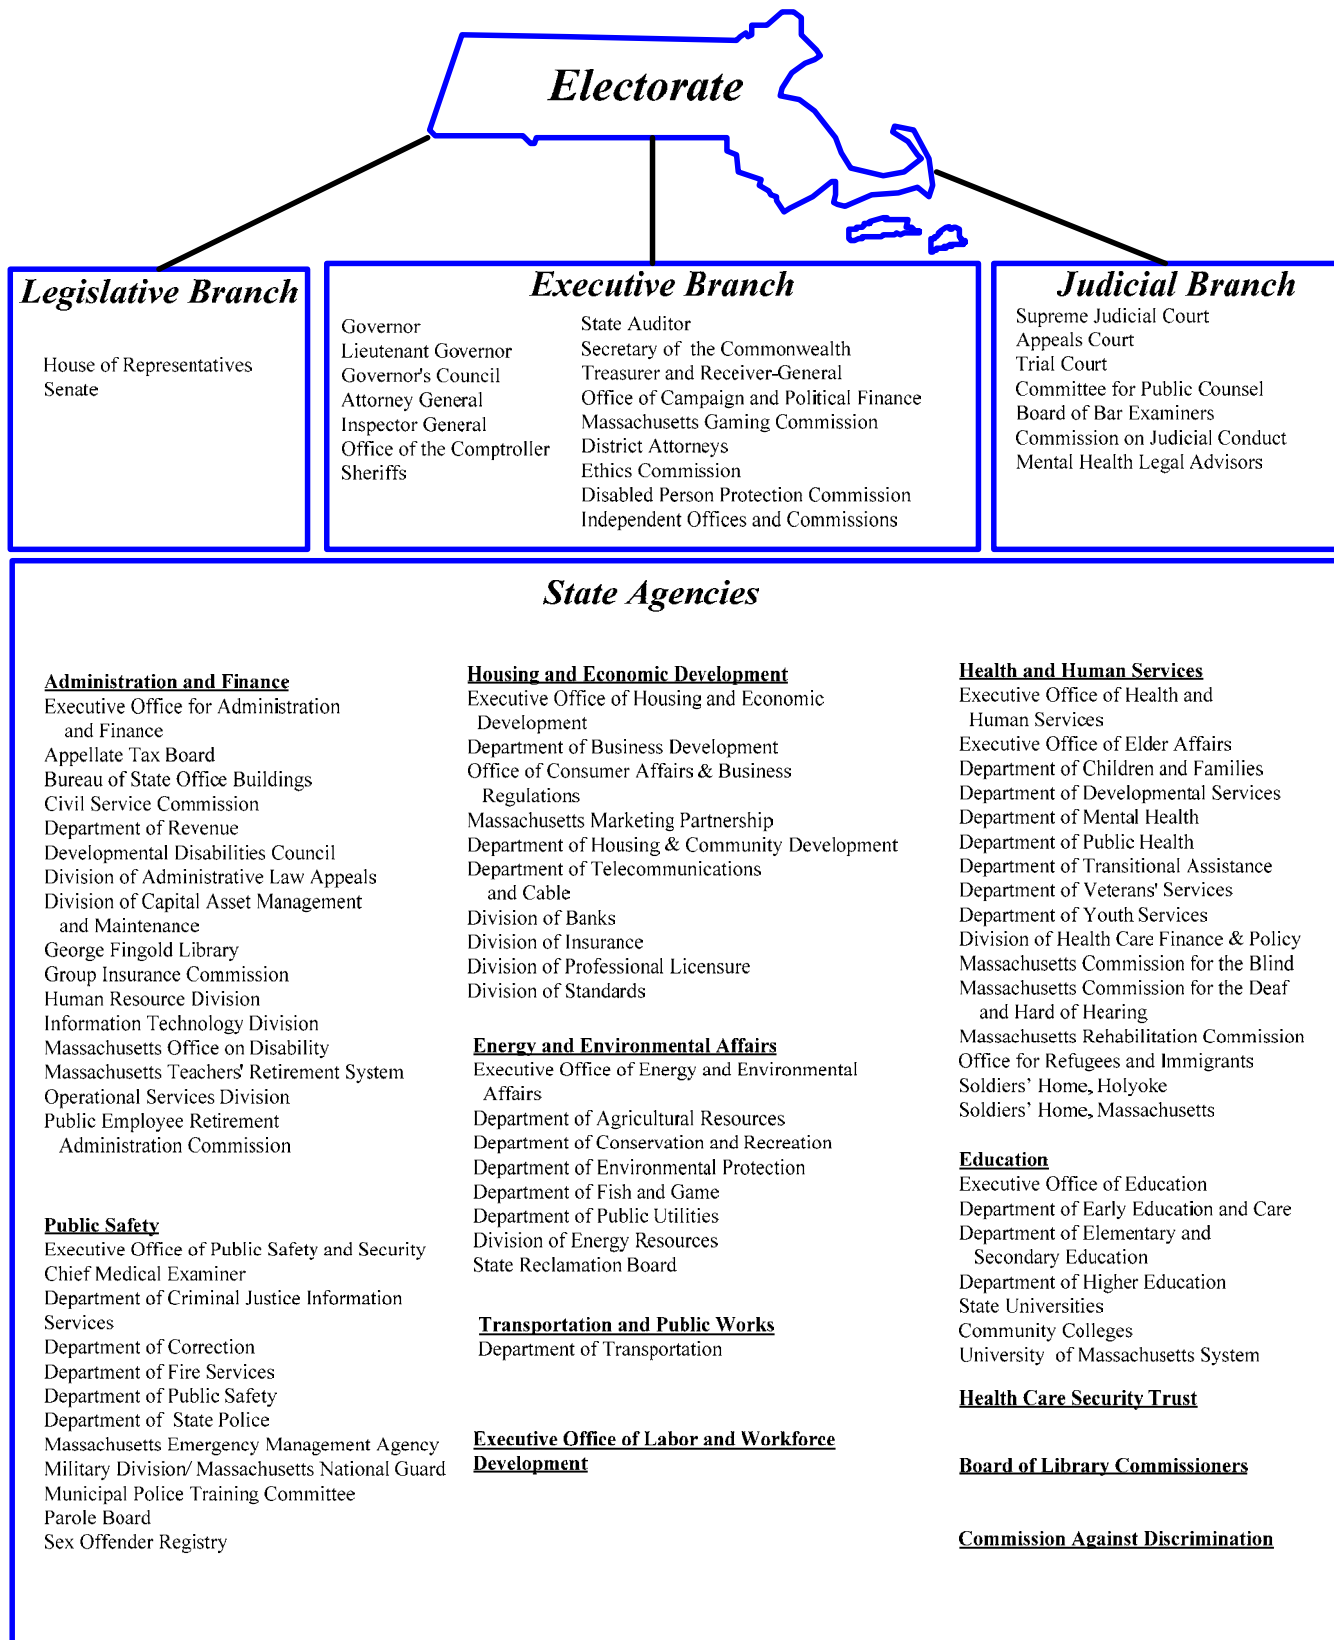 Electorate
Legislative Branch
House of Representatives
Senate
Executive Branch
Governor
Lieutenant Governor
Governor's Council
Attorney General
Inspector General
Office of the Comptroller
Sheriffs
State Auditor
Secretary of the Commonwealth
Treasurer and Receiver-General
Office of Campaign and Political Finance
Massachusetts Gaming Commission
District Attorneys
Ethics Commission
Disabled Person Protection Commission
Independent Offices and Commissions
Judicial Branch
Supreme Judicial Court
Appeals Court
Trial Court
Committee for Public Counsel
Board of Bar Examiners
Commission on Judicial Conduct
Mental Health Legal Advisors
State Agencies
Administration and Finance
Executive Office for Administration
and Finance
Appellate Tax Board
Bureau of State Office Buildings
Civil Service Commission
Department of Revenue
Developmental Disabilities Council
Division of Administrative Law Appeals
Division of Capital Asset Management
and Maintenance
George Fingold Library
Group Insurance Commission
Human Resource Division
Information Technology Division
Massachusetts Office on Disability
Massachusetts Teachers' Retirement System
Operational Services Division
Public Employee Retirement
Administration Commission
Public Safety
Executive Office of Public Safety and Security
Chief Medical Examiner
Department of Criminal Justice Information
Services
Department of Correction
Department of Fire Services
Department of Public Safety
Department of State Police
Massachusetts Emergency Management Agency
Military Division/ Massachusetts National Guard
Municipal Police Training Committee
Parole Board
Sex Offender Registry
Housing and Economic Development
Executive Office of Housing and Economic
Development
Department of Business Development
Office of Consumer Affairs & Business
Regulations
Massachusetts Marketing Partnership
Department of Housing & Community Development
Department of Telecommunications
and Cable
Division of Banks
Division of Insurance
Division of Professional Licensure
Division of Standards
Energy and Environmental Affairs
Executive Office of Energy and Environmental
Affairs
Department of Agricultural Resources
Department of Conservation and Recreation
Department of Environmental Protection
Department of Fish and Game
Department of Public Utilities
Division of Energy Resources
State Reclamation Board
Transportation and Public Works
Department of Transportation
Executive Office of Labor and Workforce
Development
Health and Human Services
Executive Office of Health and
Human Services
Executive Office of Elder Affairs
Department of Children and Families
Department of Developmental Services
Department of Mental Health
Department of Public Health
Department of Transitional Assistance
Department of Veterans' Services
Department of Youth Services
Division of Health Care Finance & Policy
Massachusetts Commission for the Blind
Massachusetts Commission for the Deaf
and Hard of Hearing
Massachusetts Rehabilitation Commission
Office for Refugees and Immigrants
Soldiers’ Home, Holyoke
Soldiers’ Home, Massachusetts
Education
Executive Office of Education
Department of Early Education and Care
Department of Elementary and
Secondary Education
Department of Higher Education
State Universities
Community Colleges
University of Massachusetts System
Health Care Security Trust
Board of Library Commissioners
Commission Against Discrimination